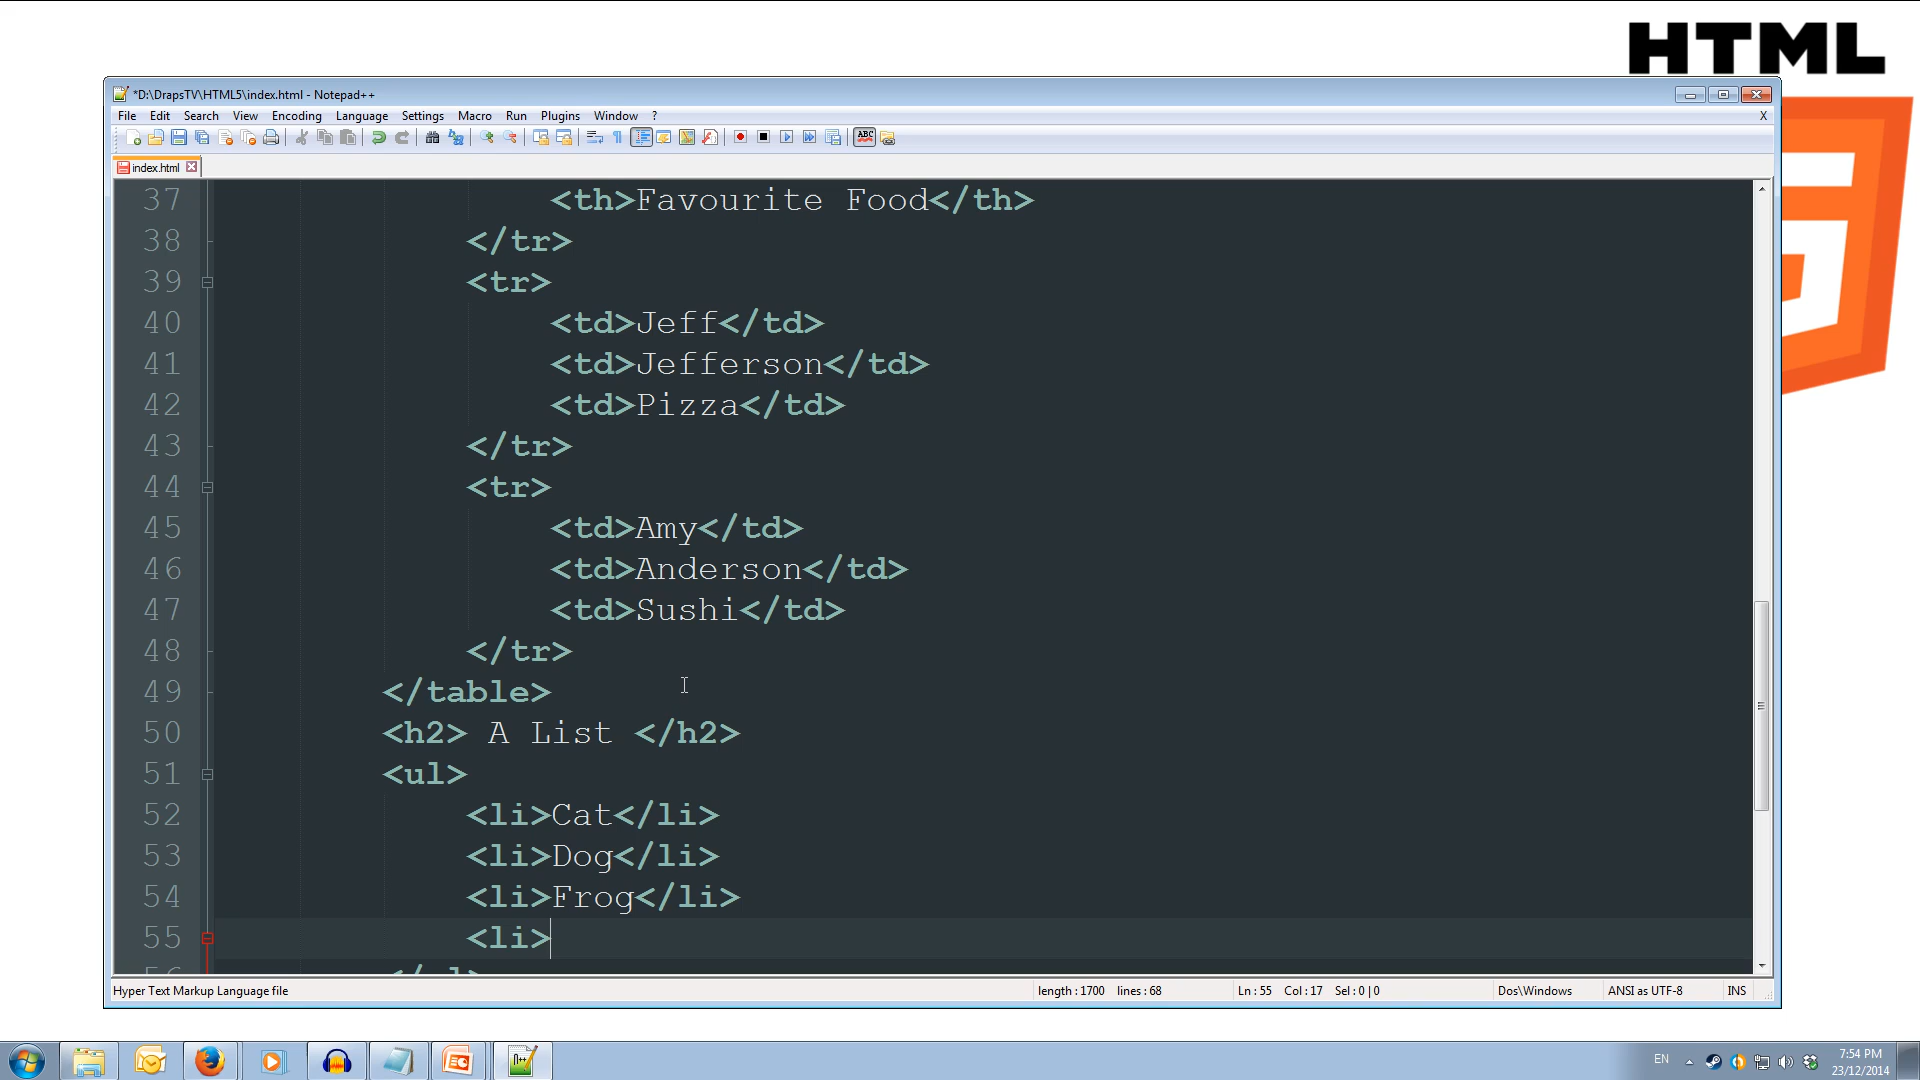 HTML
*D:\DrapsTV\HTML5\index.html - Notepad++
File Edit Search View Encoding Language Settings Macro Run Plugins Window ? X
index.html
37 <th>Favourite Food</th>
38 </tr>
39 <tr>
40 <td>Jeff</td>
41 <td>Jefferson</td>
42 <td>Pizza</td>
43 </tr>
44 <tr>
45 <td>Amy</td>
46 <td>Anderson</td>
47 <td>Sushi</td>
48 </tr>
49 </table>
50 <h2> A List </h2>
51 <ul>
52 <li>Cat</li>
53 <li>Dog</li>
54 <li>Frog</li>
55 <li>
Hyper Text Markup Language file length : 1700 lines : 68 Ln : 55 Col : 17 Sel : 0 | 0 Dos\Windows ANSI as UTF-8 INS
EN 7:54 PM
23/12/2014